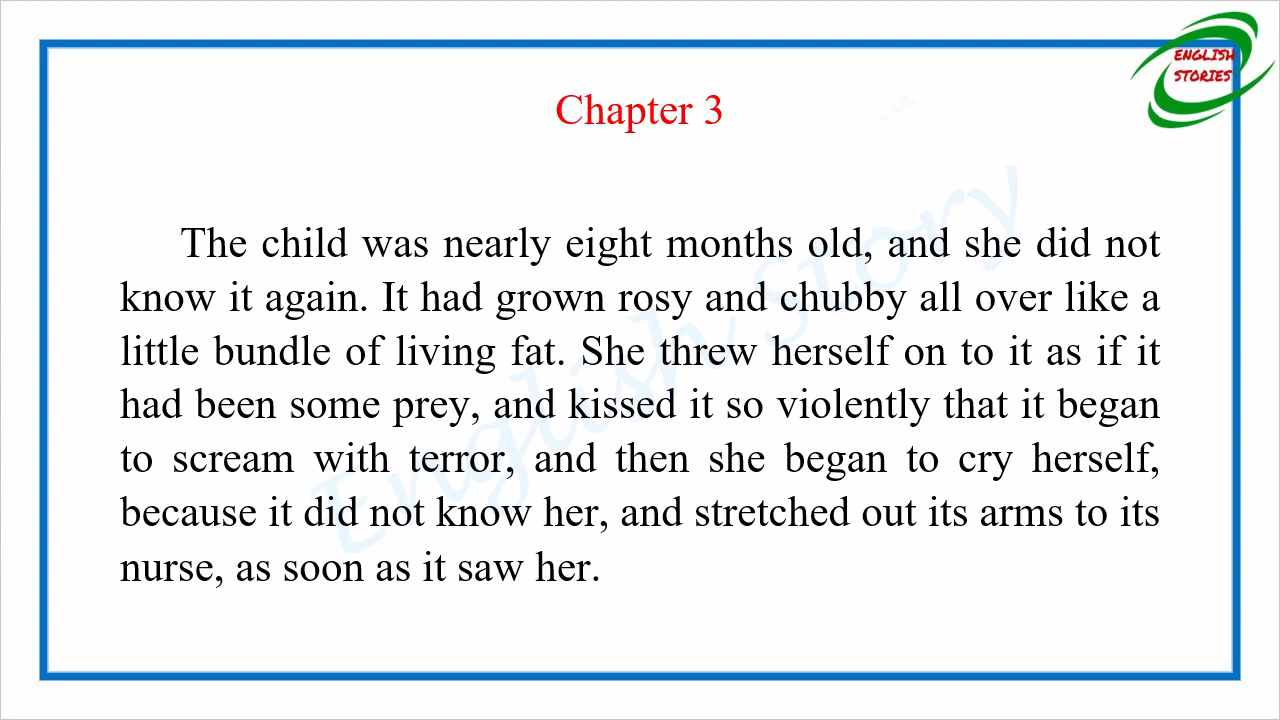 ENGLISH
STORIES
Chapter 3
The child was nearly eight months old, and she did not
know it again. It had grown rosy and chubby all over like a
little bundle of living fat. She threw herself on to it as if it
had been some prey, and kissed it so violently that it began
to scream with terror, and then she began to cry herself,
because it did not know her, and stretched out its arms to its
nurse, as soon as it saw her.
English Story